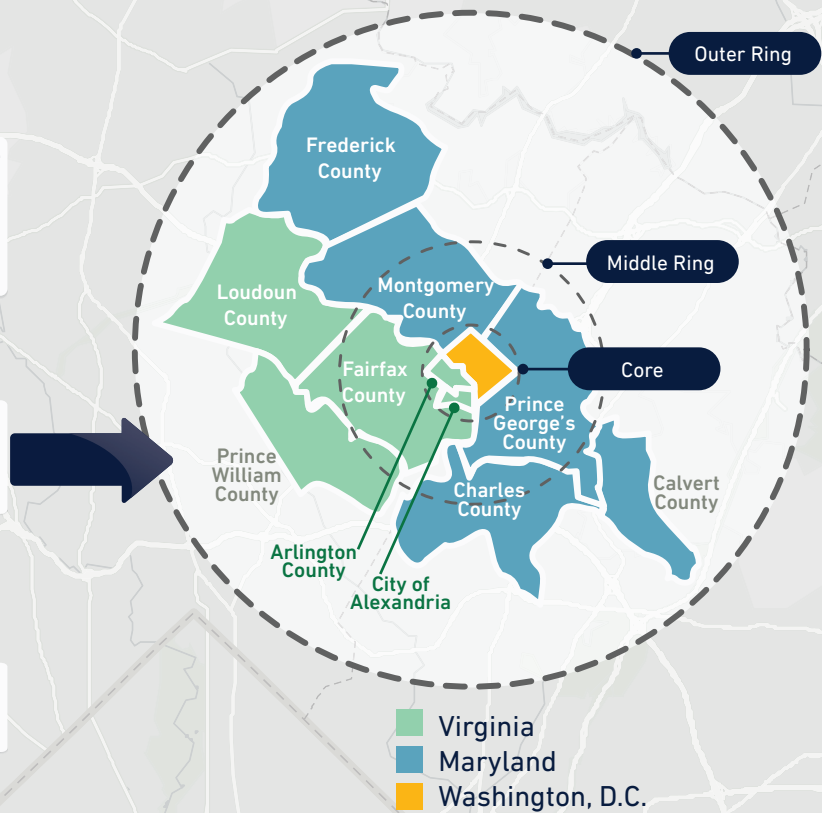 Outer Ring
Frederick
County
Middle Ring
Montgomery
County
Loudoun
County
Core
Fairfax
County
Prince
George's
County
Prince
William
County
Charles
County
Calvert
County
Arlington
County
City of
Alexandria
Virginia
Maryland
Washington, D.C.